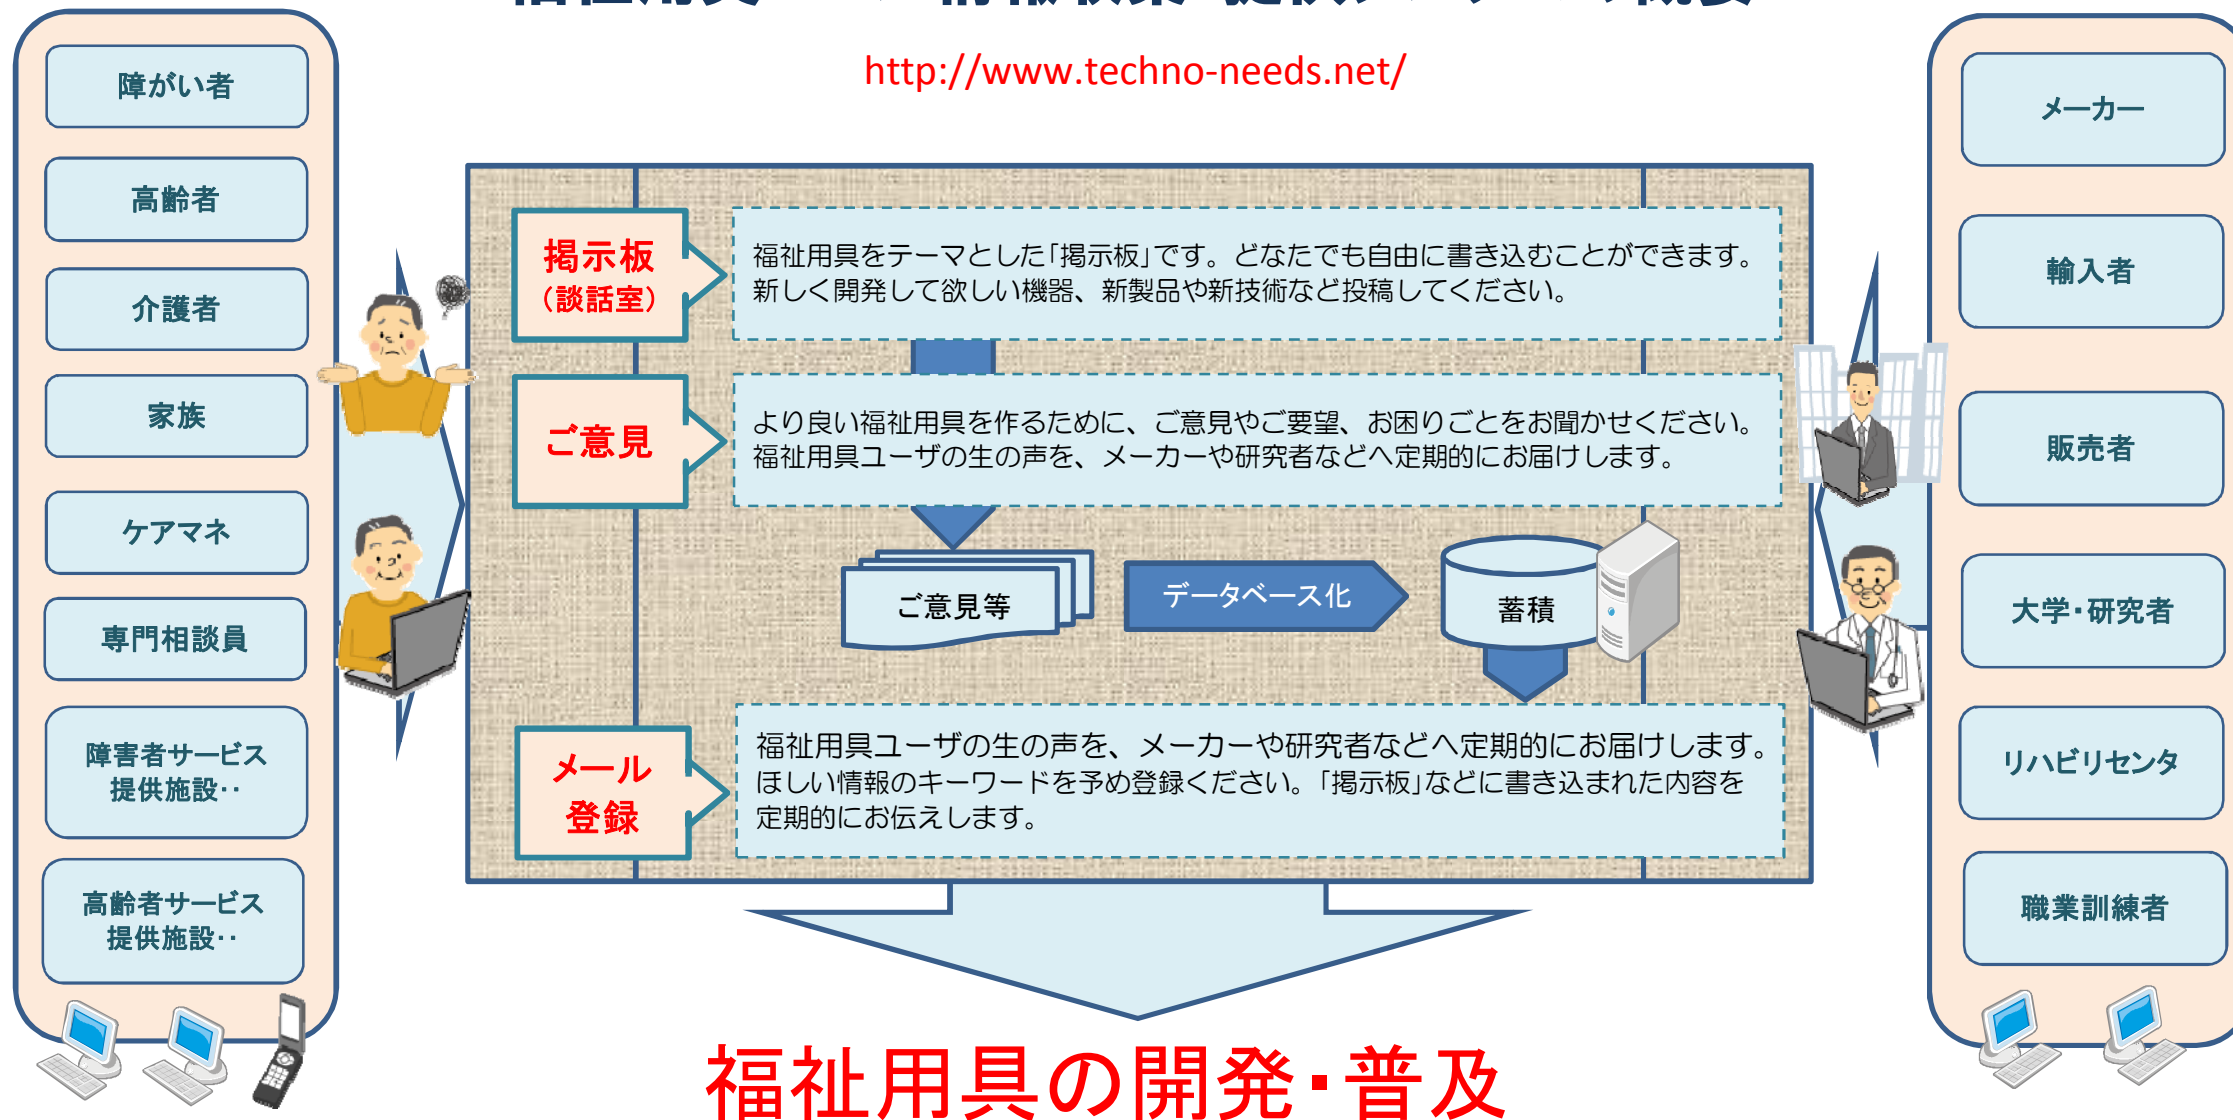 http://www.techno-needs.net/
障がい者
高齢者
介護者
家族
ケアマネ
専門相談員
障害者サービス
提供施設‥
高齢者サービス
提供施設‥
掲示板
（談話室）
福祉用具をテーマとした「掲示板」です。どなたでも自由に書き込むことができます。
新しく開発して欲しい機器、新製品や新技術など投稿してください。
ご意見
より良い福祉用具を作るために、ご意見やご要望、お困りごとをお聞かせください。
福祉用具ユーザの生の声を、メーカーや研究者などへ定期的にお届けします。
ご意見等
データベース化
蓄積
メール
登録
福祉用具ユーザの生の声を、メーカーや研究者などへ定期的にお届けします。
ほしい情報のキーワードを予め登録ください。「掲示板」などに書き込まれた内容を
定期的にお伝えします。
メーカー
輸入者
販売者
大学・研究者
リハビリセンタ
職業訓練者
福祉用具の開発・普及